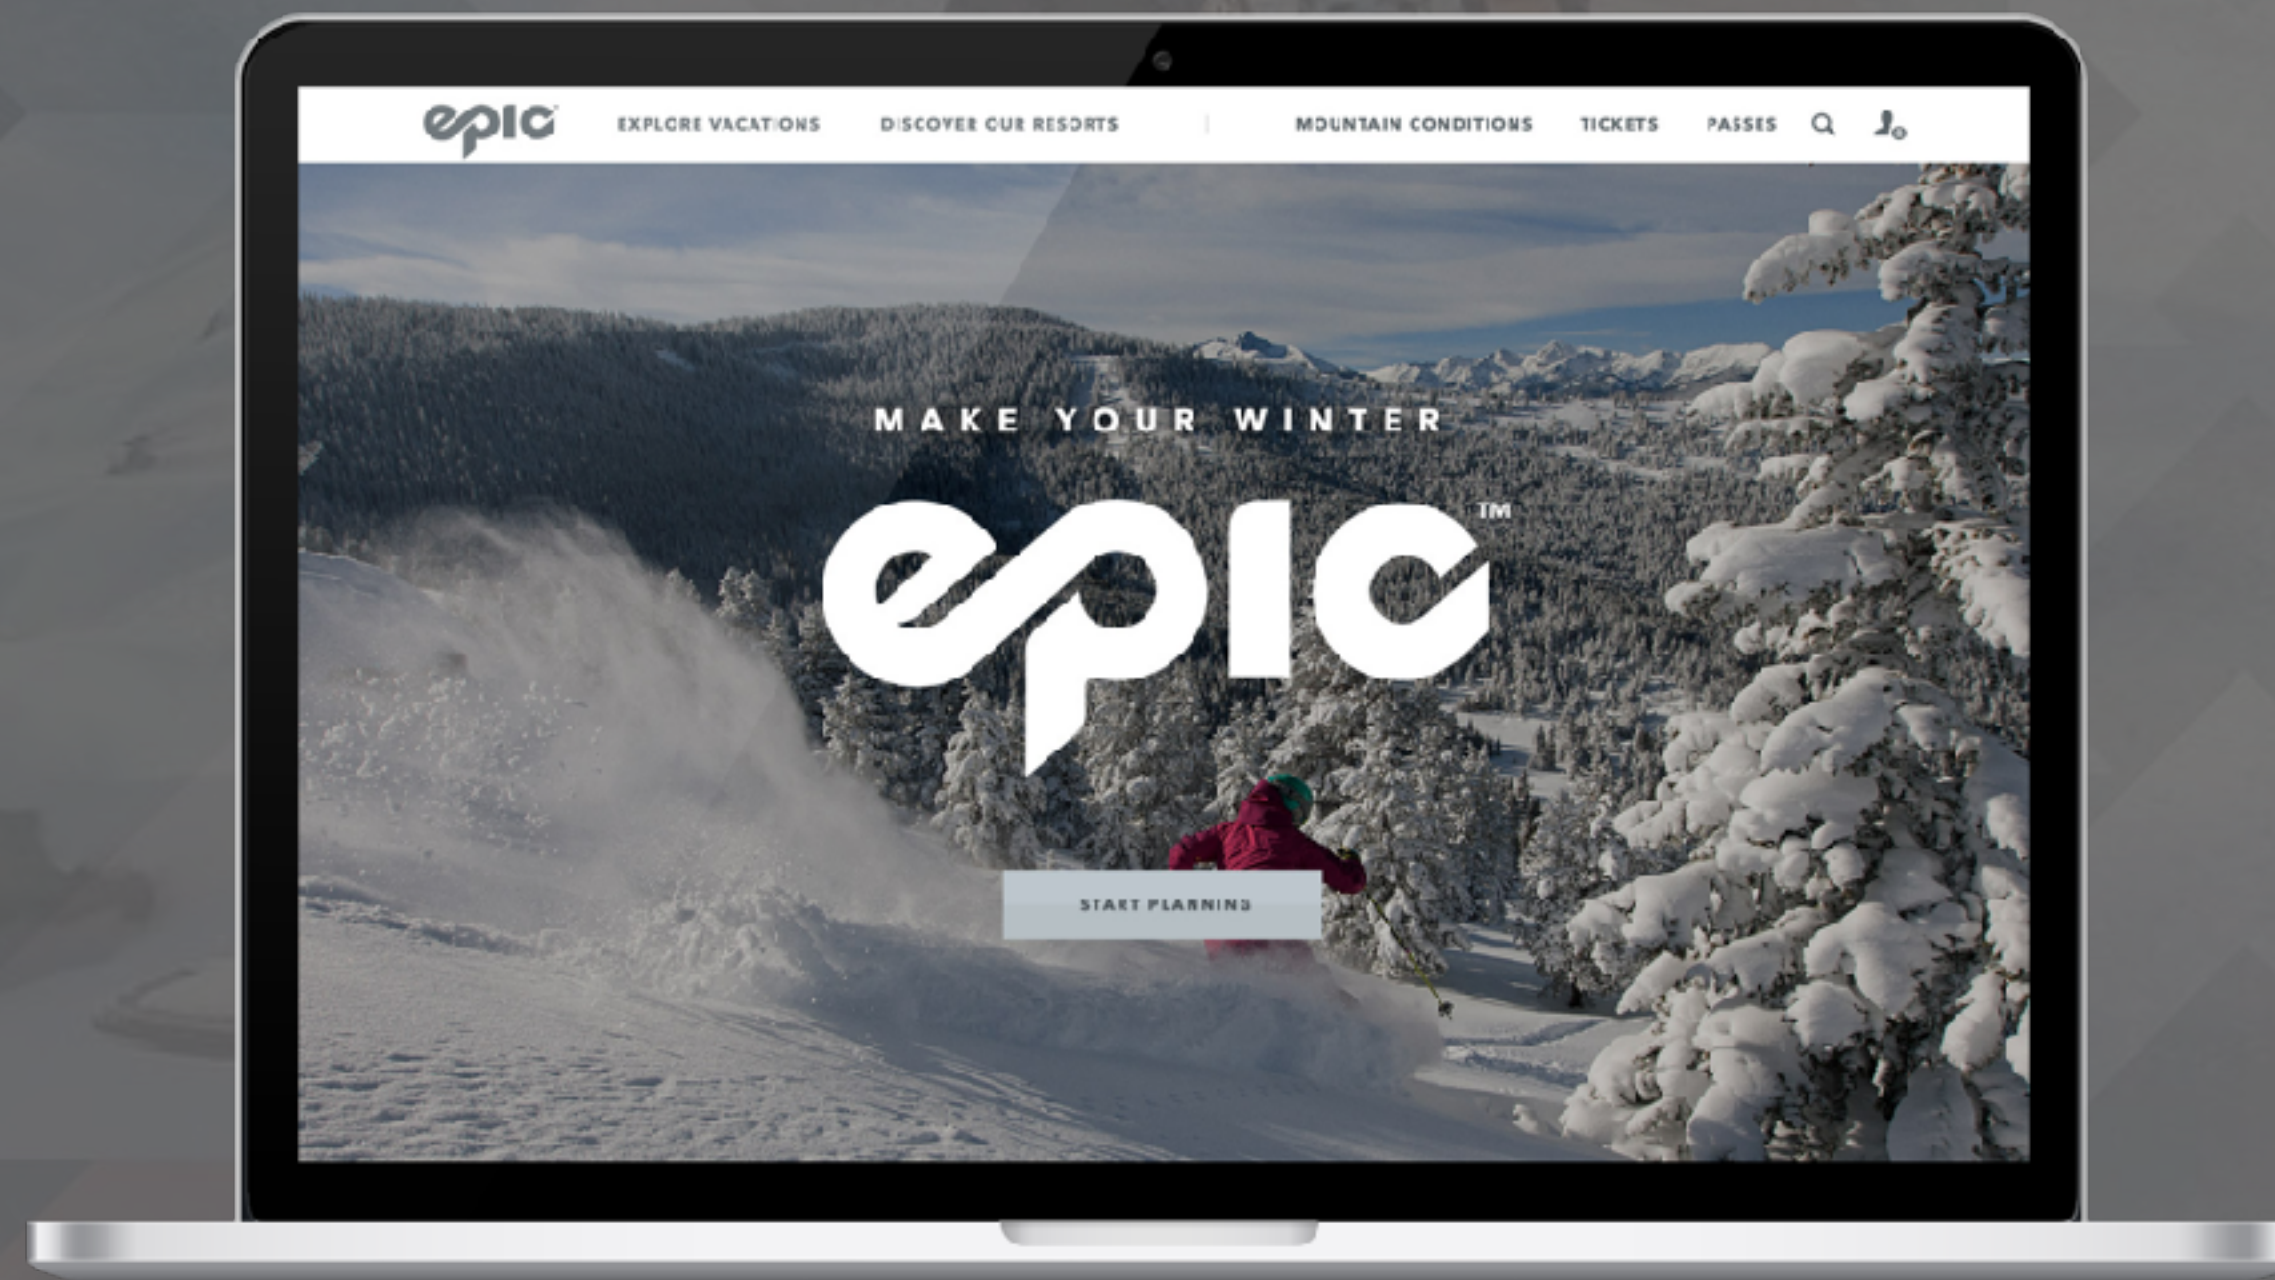 epic EXPLORE VACATIONS DISCOVER OUR RESORTS | MOUNTAIN CONDITIONS TICKETS PASSES
MAKE YOUR WINTER
epic™
START PLANNING